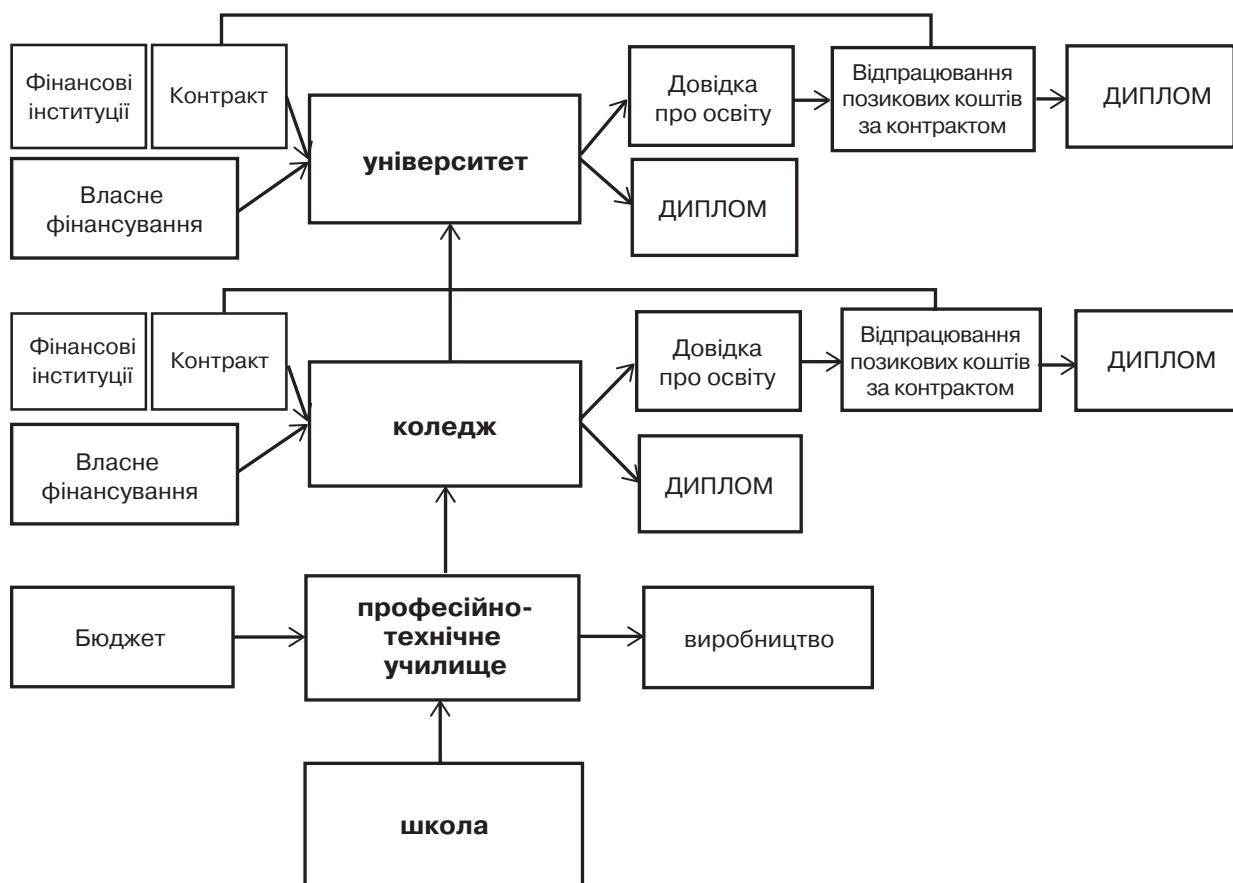 Фінансові
інституції
Контракт
Власне
фінансування
університет
Довідка
про освіту
ДИПЛОМ
Відпрацювання
позикових коштів
за контрактом
ДИПЛОМ
Фінансові
інституції
Контракт
Власне
фінансування
коледж
Довідка
про освіту
ДИПЛОМ
Відпрацювання
позикових коштів
за контрактом
ДИПЛОМ
Бюджет
професійно-
технічне
училище
виробництво
школа